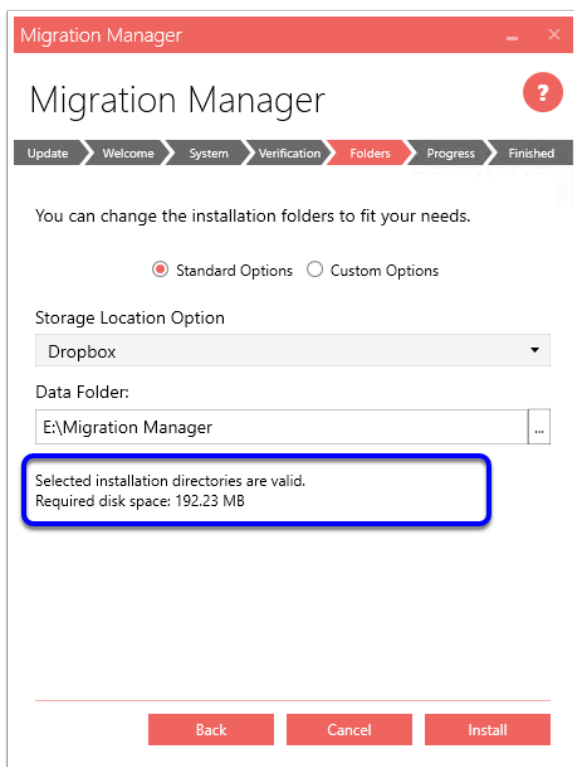 Migration Manager
Migration Manager
?
Update Welcome System Verification Folders Progress Finished
You can change the installation folders to fit your needs.
Standard Options Custom Options
Storage Location Option
Dropbox
Data Folder:
E:\Migration Manager ...
Selected installation directories are valid.
Required disk space: 192.23 MB
Back Cancel Install